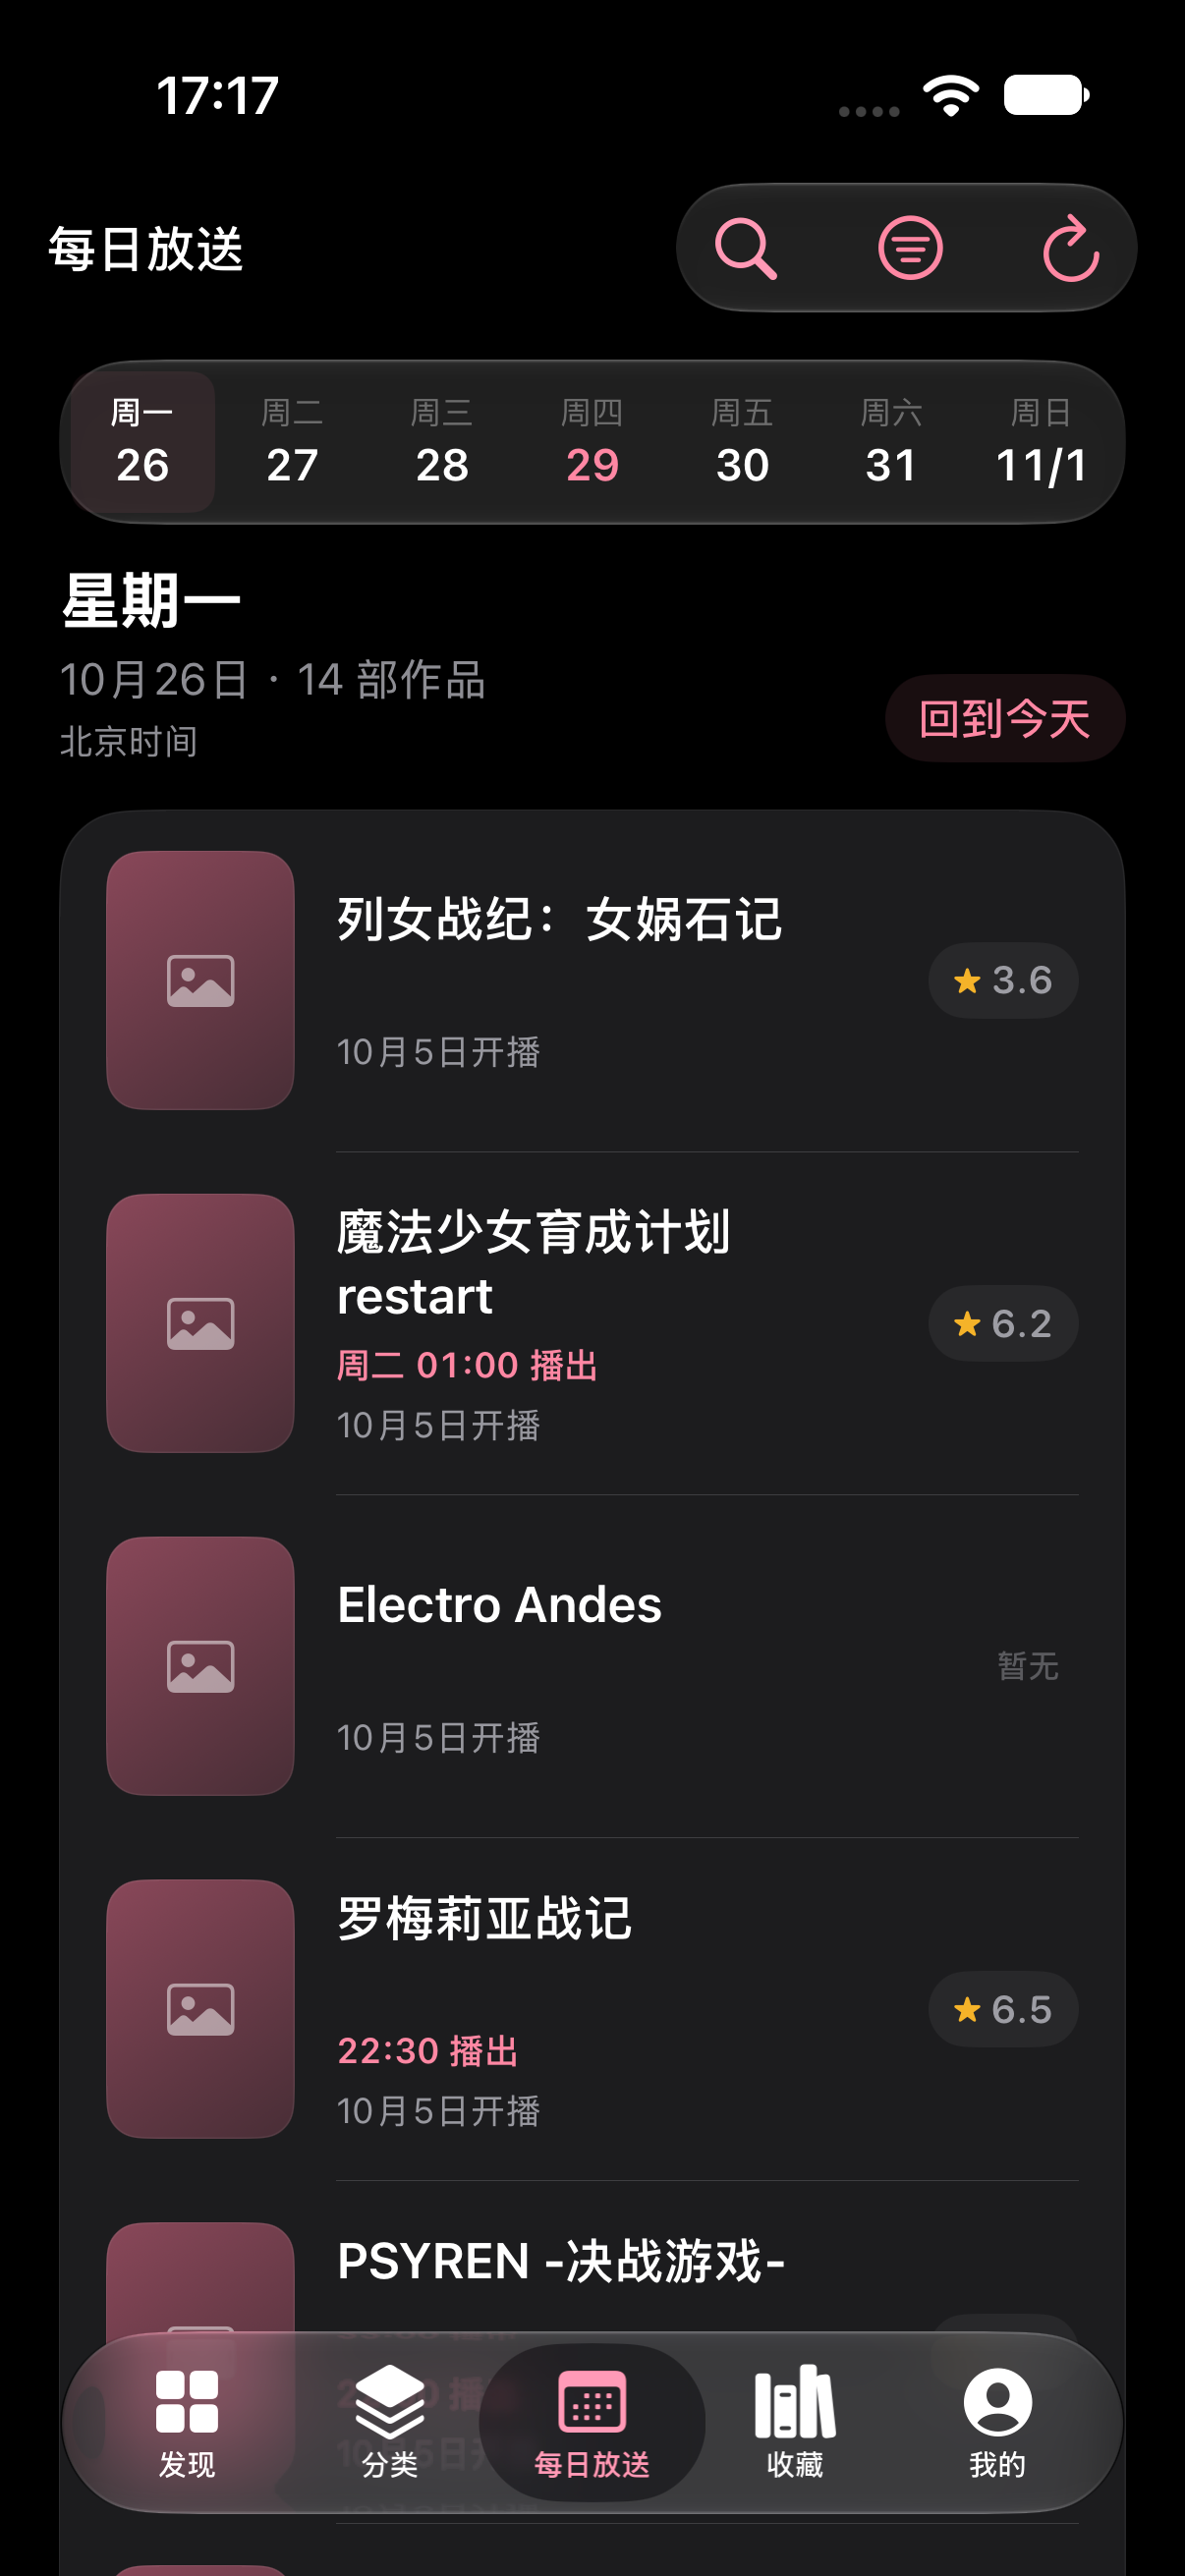 17:17
每日放送
周一 周二 周三 周四 周五 周六 周日
26 27 28 29 30 31 11/1
星期一
10月26日 · 14 部作品
北京时间
回到今天
列女战纪：女娲石记
3.6
10月5日开播
魔法少女育成计划
restart
6.2
周二 01:00 播出
10月5日开播
Electro Andes
暂无
10月5日开播
罗梅莉亚战记
6.5
22:30 播出
10月5日开播
PSYREN -决战游戏-
发现 分类 每日放送 收藏 我的